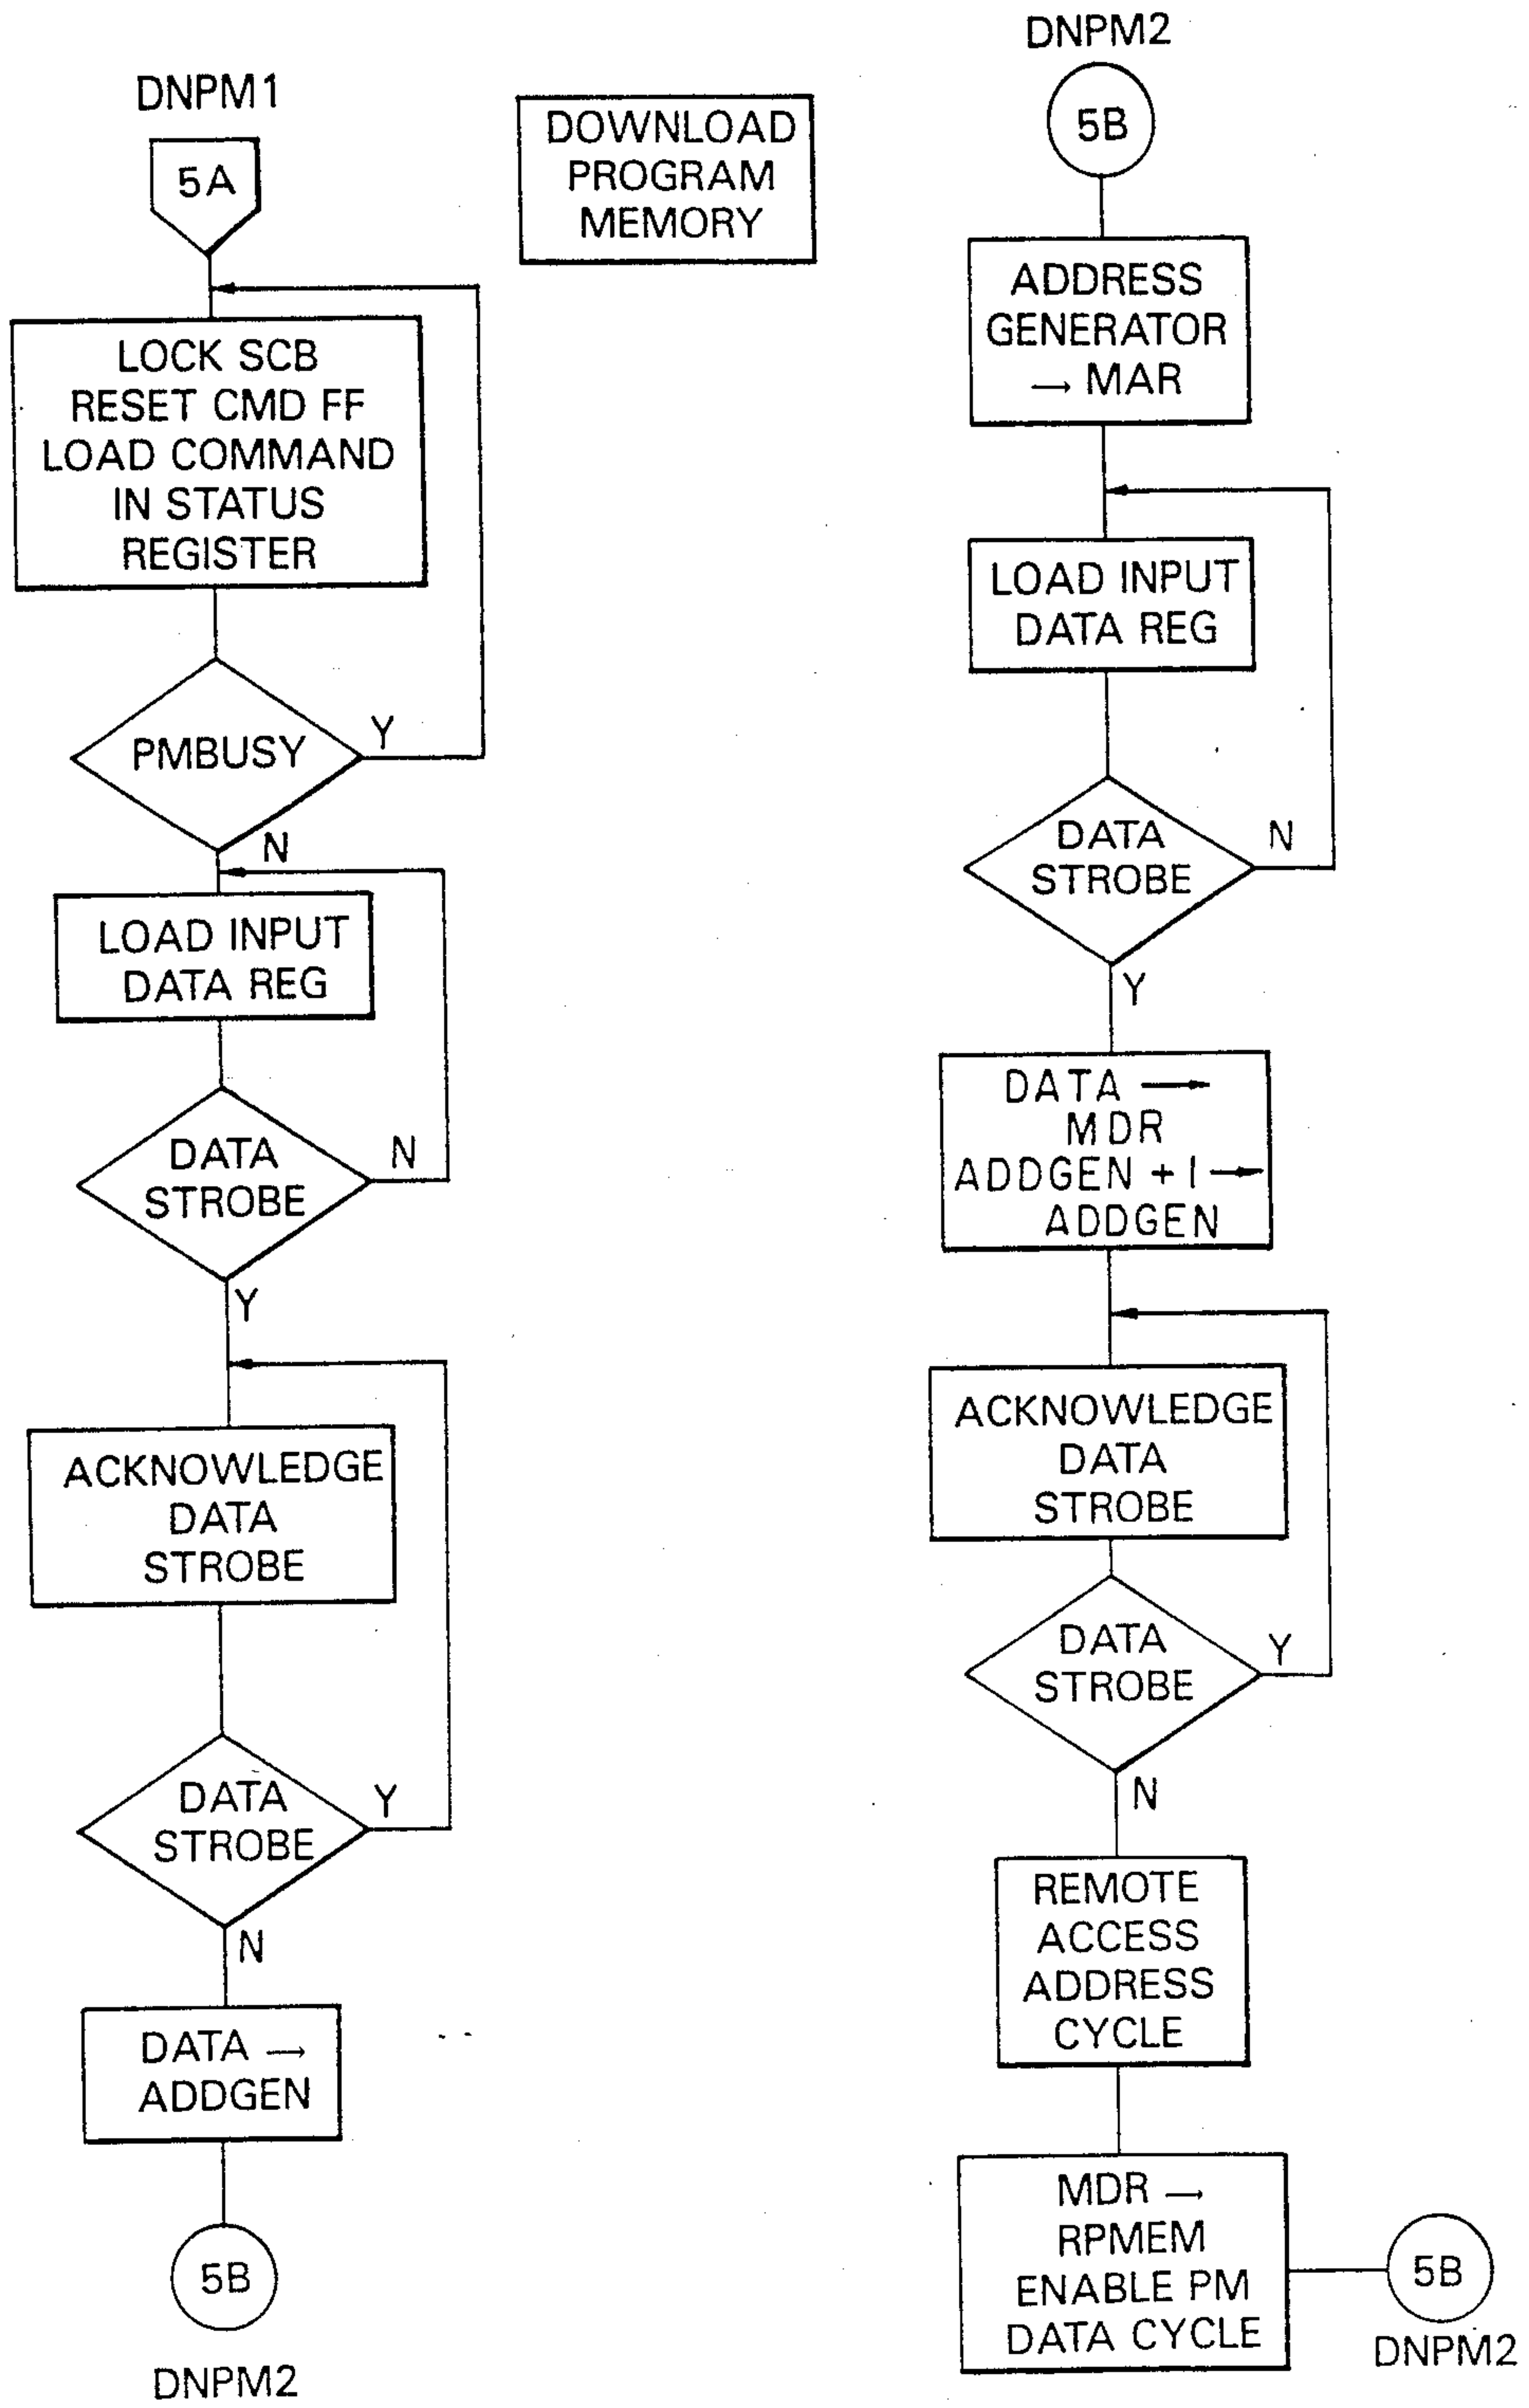 DNPM1
5A
DOWNLOAD
PROGRAM
MEMORY
LOCK SCB
RESET CMD FF
LOAD COMMAND
IN STATUS
REGISTER
PMBUSY
Y
N
LOAD INPUT
DATA REG
DATA
STROBE
N
Y
ACKNOWLEDGE
DATA
STROBE
DATA
STROBE
Y
N
DATA →
ADDGEN
5B
DNPM2
DNPM2
5B
ADDRESS
GENERATOR
→ MAR
LOAD INPUT
DATA REG
DATA
STROBE
N
Y
DATA →
MDR
ADDGEN + 1 →
ADDGEN
ACKNOWLEDGE
DATA
STROBE
DATA
STROBE
Y
N
REMOTE
ACCESS
ADDRESS
CYCLE
MDR →
RPMEM
ENABLE PM
DATA CYCLE
5B
DNPM2